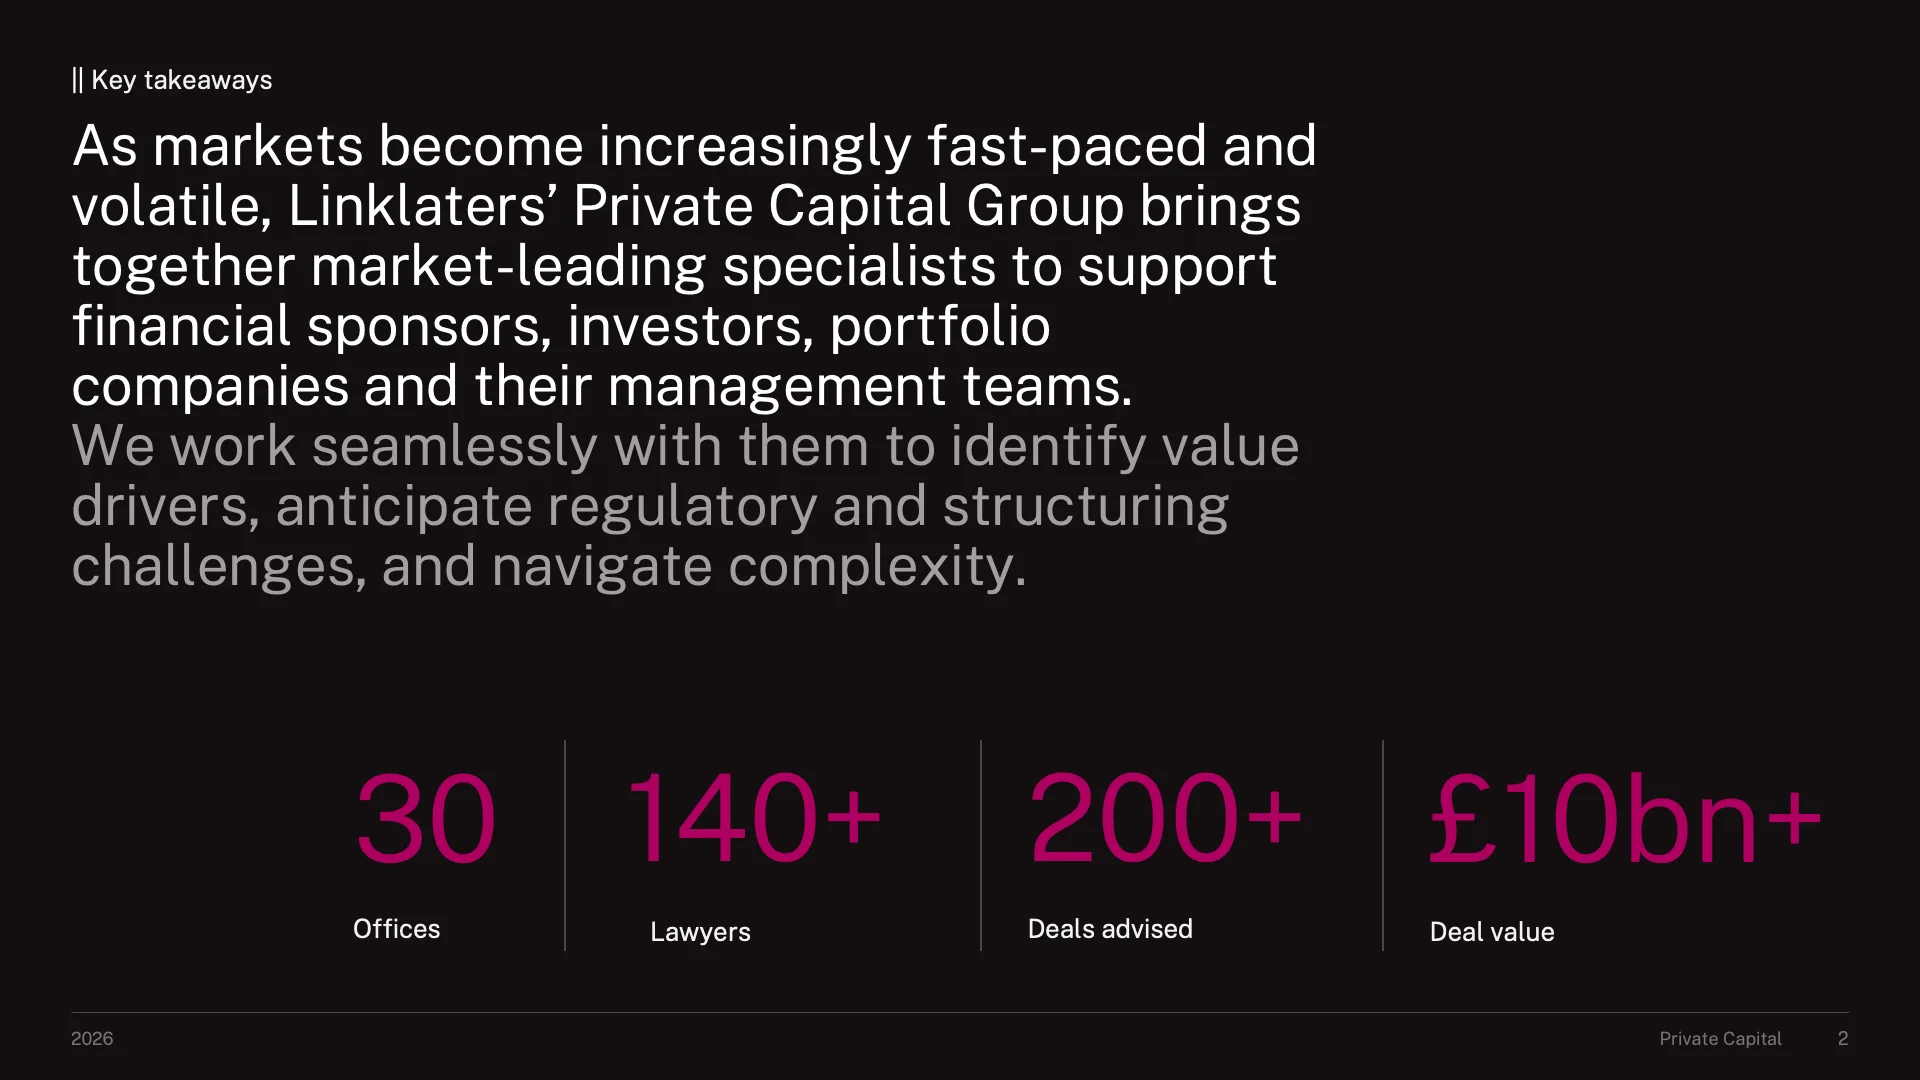 || Key takeaways
As markets become increasingly fast-paced and
volatile, Linklaters’ Private Capital Group brings
together market-leading specialists to support
financial sponsors, investors, portfolio
companies and their management teams.
We work seamlessly with them to identify value
drivers, anticipate regulatory and structuring
challenges, and navigate complexity.
30
Offices
140+
Lawyers
200+
Deals advised
£10bn+
Deal value
2026
Private Capital
2